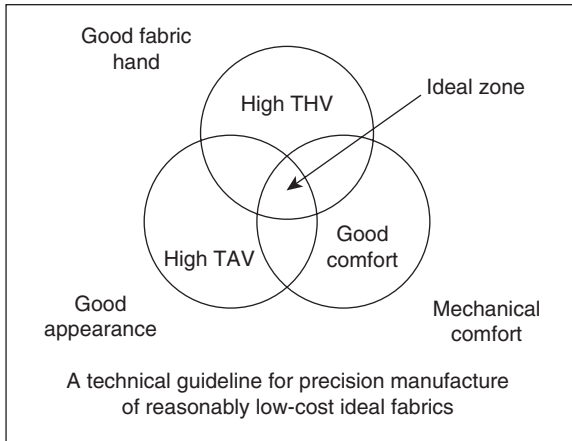 Good fabric
hand
High THV
Ideal zone
High TAV
Good
comfort
Good
appearance
Mechanical
comfort
A technical guideline for precision manufacture
of reasonably low-cost ideal fabrics